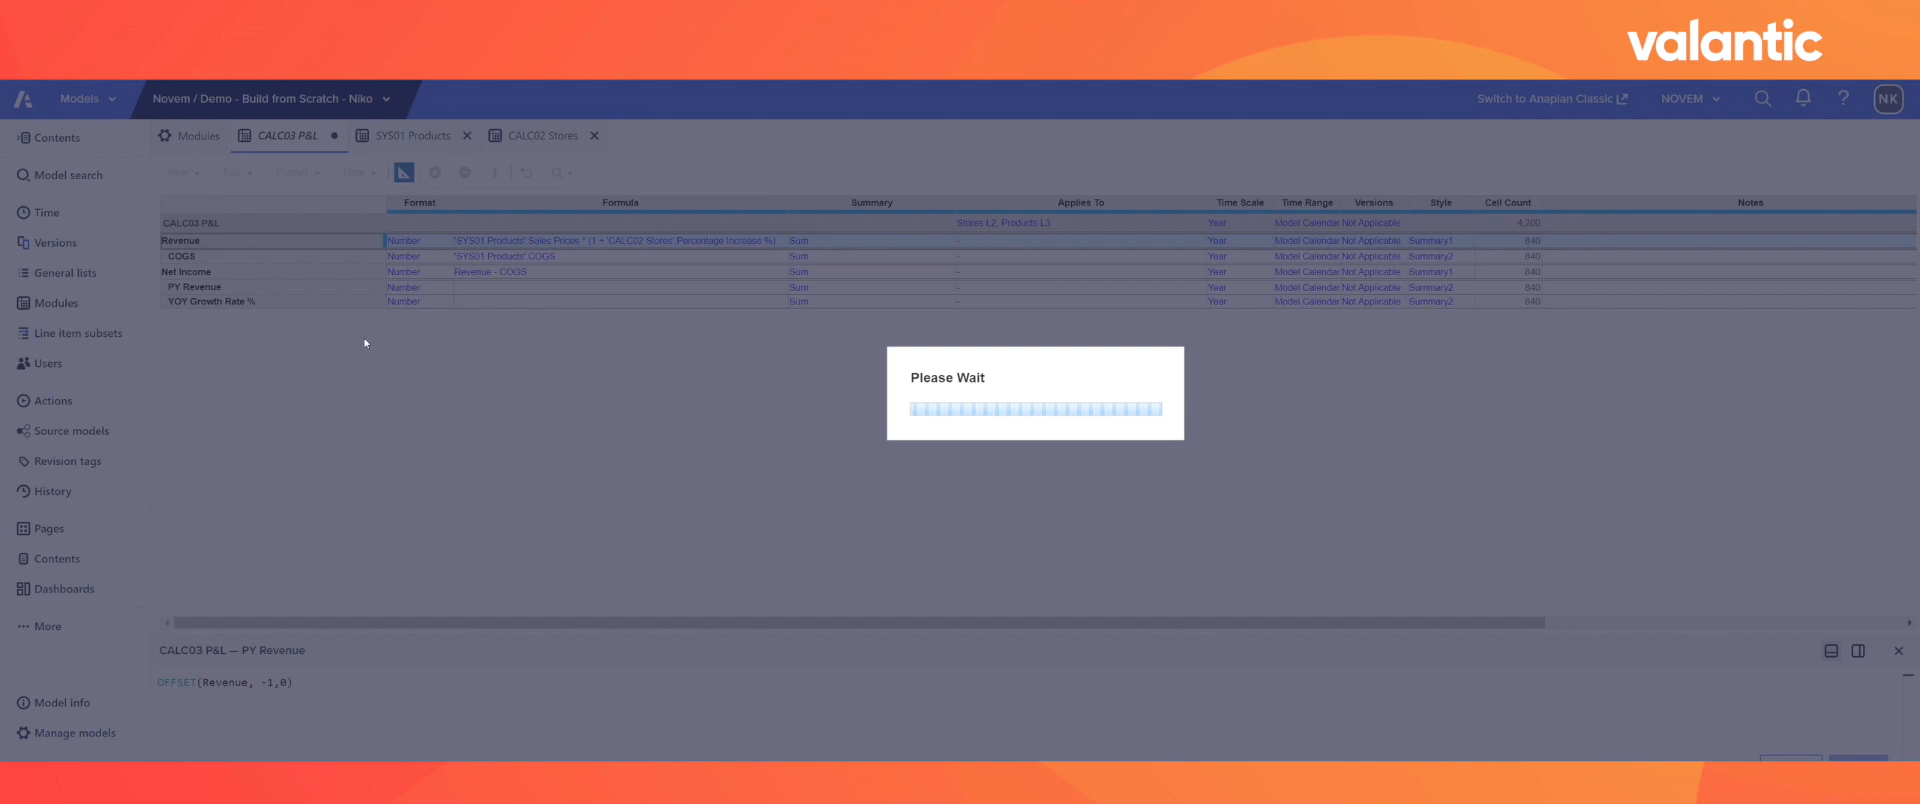 valantic
Models
Novem / Demo - Build from Scratch - Niko
Switch to Anaplan Classic
NOVEM
?
NK
Contents
Modules
CALC03 P&L
SYS01 Products
CALC02 Stores
Model search
View
Edit
Format
Data
Format Formula Summary Applies To Time Scale Time Range Versions Style Cell Count Notes
CALC03 P&L Stores L2, Products L3 Year Model Calendar Not Applicable 4,200
Revenue Number 'SYS01 Products'.Sales Prices * (1 + 'CALC02 Stores'.Percentage Increase %) Sum - Year Model Calendar Not Applicable Summary1 840
COGS Number 'SYS01 Products'.COGS Sum - Year Model Calendar Not Applicable Summary2 840
Net Income Number Revenue - COGS Sum - Year Model Calendar Not Applicable Summary1 840
PY Revenue Number Sum - Year Model Calendar Not Applicable Summary2 840
YOY Growth Rate % Number Sum - Year Model Calendar Not Applicable Summary2 840
Time
Versions
General lists
Modules
Line item subsets
Users
Actions
Source models
Revision tags
History
Pages
Contents
Dashboards
More
Model info
Manage models
Please Wait
CALC03 P&L — PY Revenue
OFFSET(Revenue, -1,0)